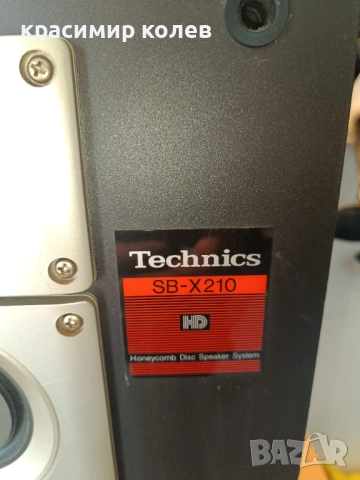 красимир колев
Technics
SB-X210
HD
Honeycomb Disc Speaker System
BAZAR